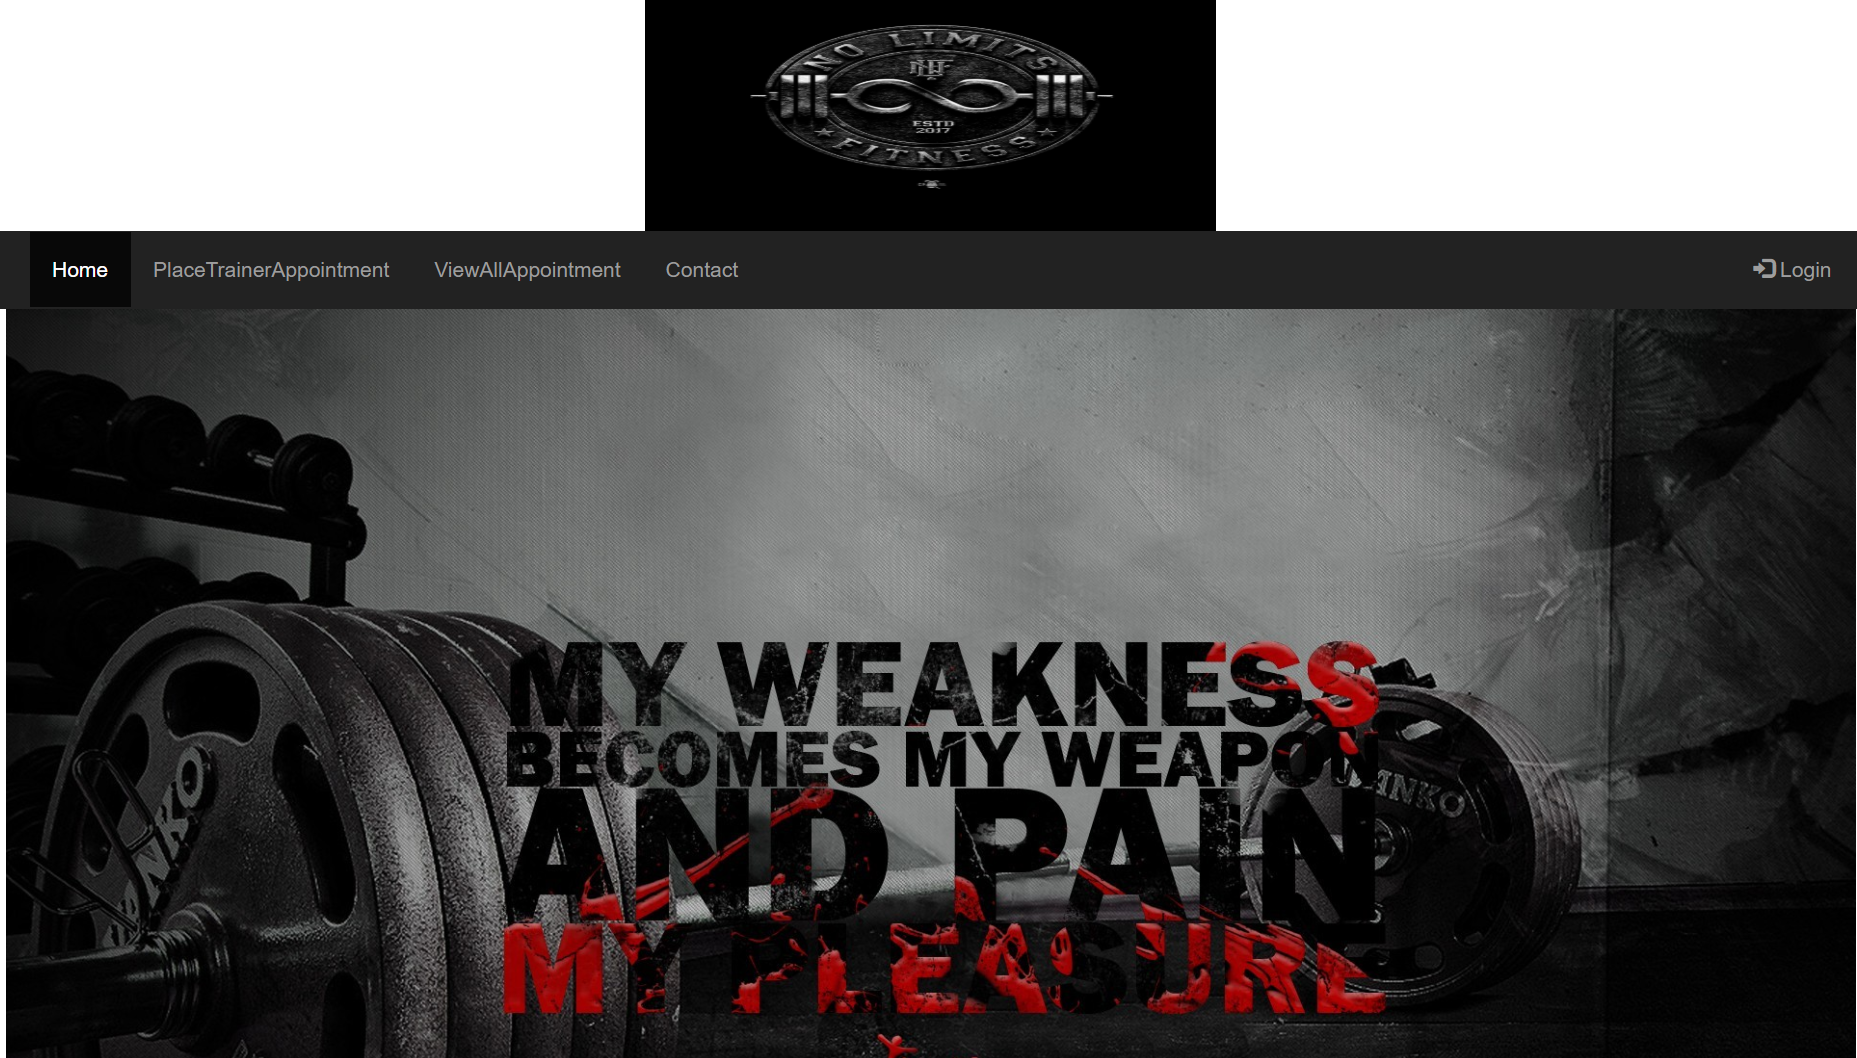 NO LIMITS
NLF
ESTD
2017
FITNESS
Home PlaceTrainerAppointment ViewAllAppointment Contact Login
MY WEAKNESS
BECOMES MY WEAPON
AND PAIN
MY PLEASURE